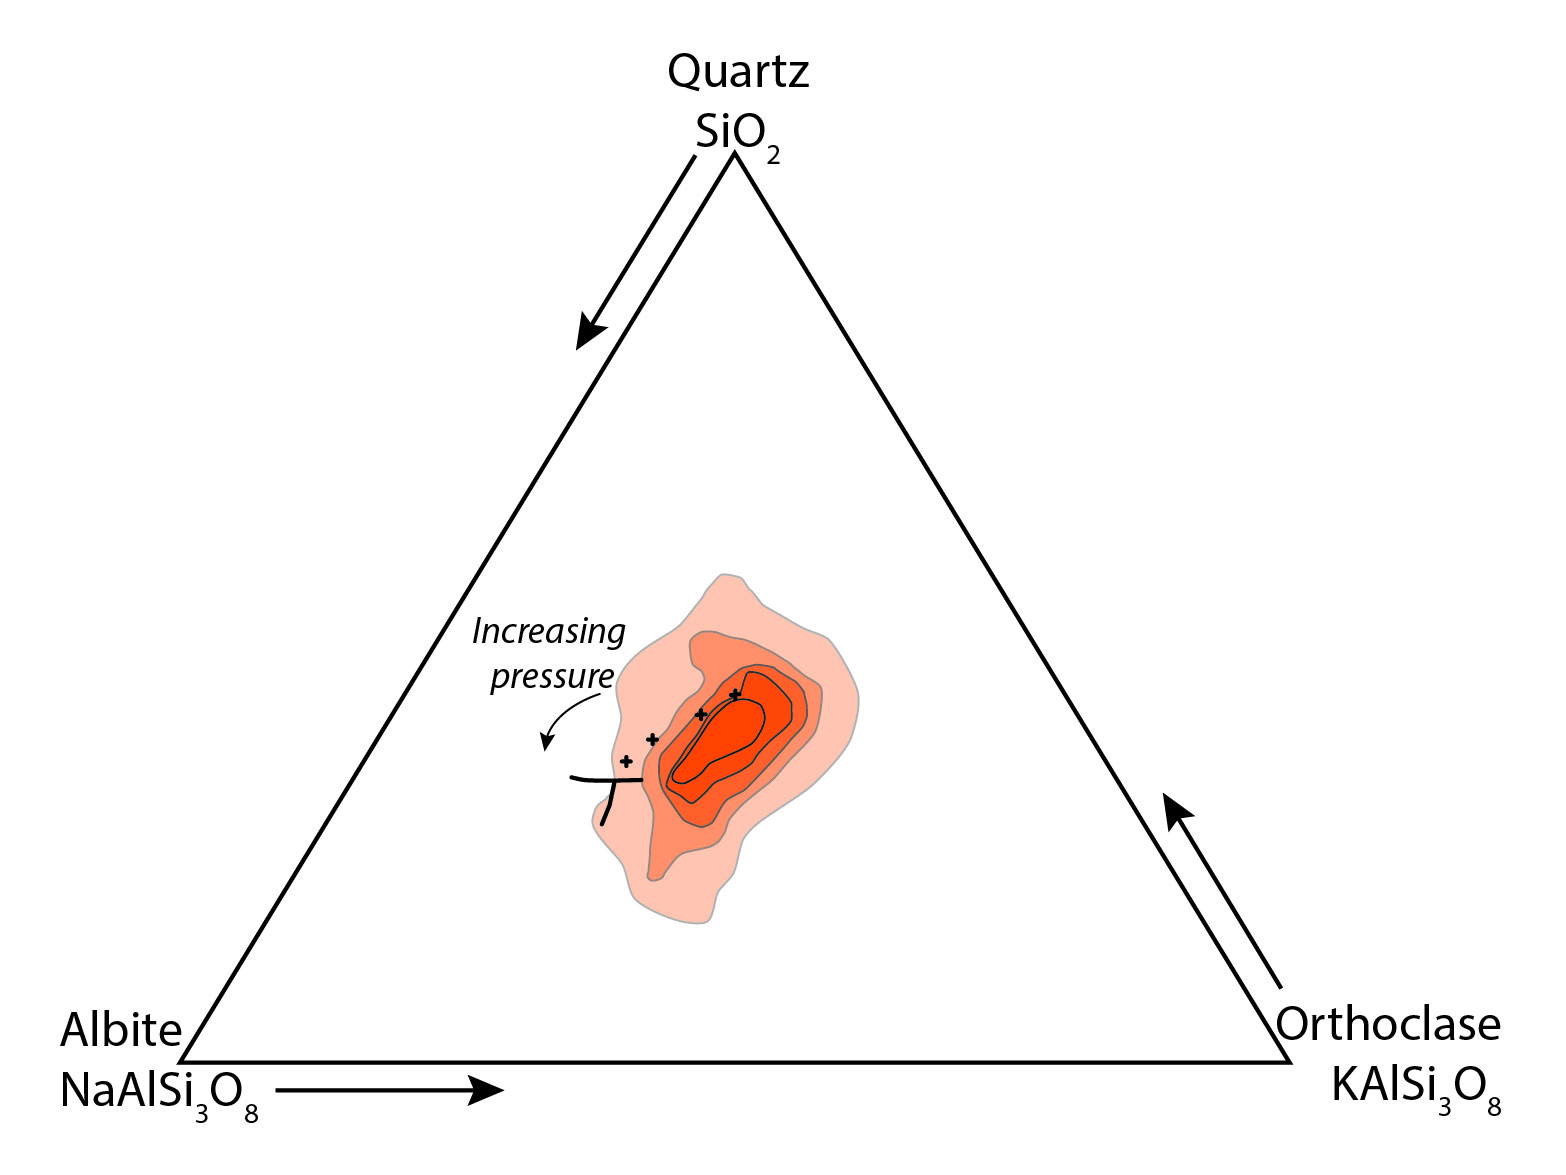 Quartz
SiO₂
Increasing
pressure
Albite
NaAlSi₃O₈
Orthoclase
KAlSi₃O₈